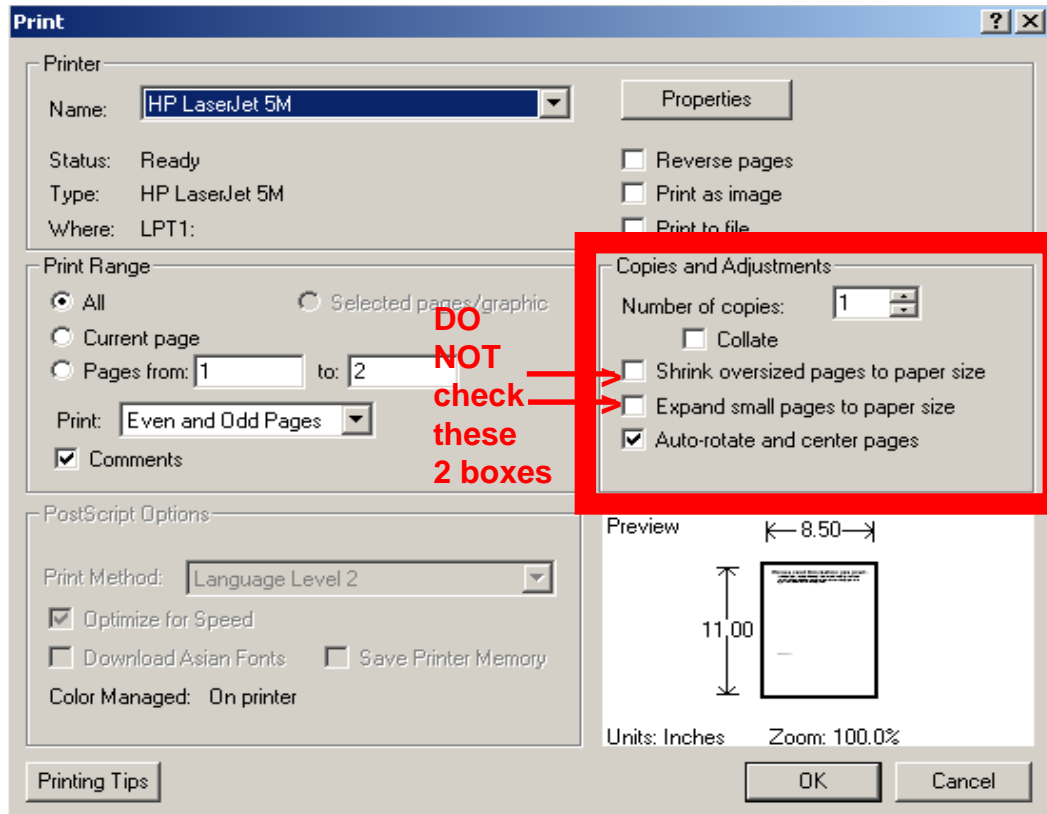 Print
Printer
Name: HP LaserJet 5M
Properties
Status: Ready
Reverse pages
Type: HP LaserJet 5M
Print as image
Where: LPT1:
Print to file
Print Range
All
Selected pages/graphic
Current page
Pages from: 1 to: 2
Print: Even and Odd Pages
Comments
DO
NOT
check
these
2 boxes
Copies and Adjustments
Number of copies: 1
Collate
Shrink oversized pages to paper size
Expand small pages to paper size
Auto-rotate and center pages
PostScript Options
Print Method: Language Level 2
Optimize for Speed
Download Asian Fonts Save Printer Memory
Color Managed: On printer
Preview
8.50
11.00
Units: Inches Zoom: 100.0%
Printing Tips
OK
Cancel